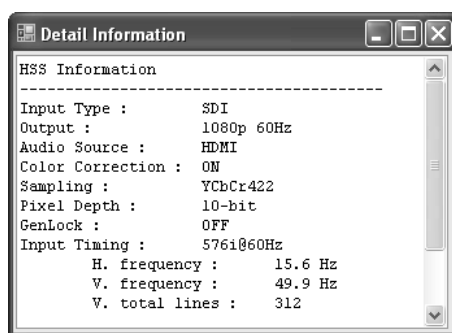 Detail Information
HSS Information
----------------------------------------
Input Type : SDI
Output : 1080p 60Hz
Audio Source : HDMI
Color Correction : ON
Sampling : YCbCr422
Pixel Depth : 10-bit
GenLock : OFF
Input Timing : 576i@60Hz
H. frequency : 15.6 Hz
V. frequency : 49.9 Hz
V. total lines : 312